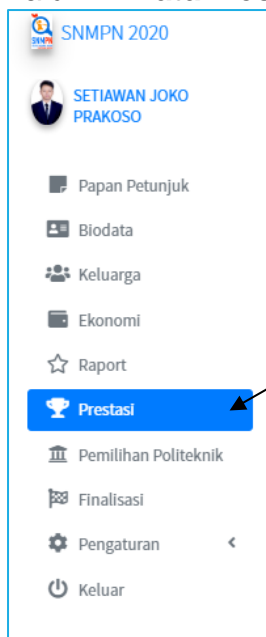 SNMPN 2020
SETIAWAN JOKO
PRAKOSO
Papan Petunjuk
Biodata
Keluarga
Ekonomi
Raport
Prestasi
Pemilihan Politeknik
Finalisasi
Pengaturan
Keluar